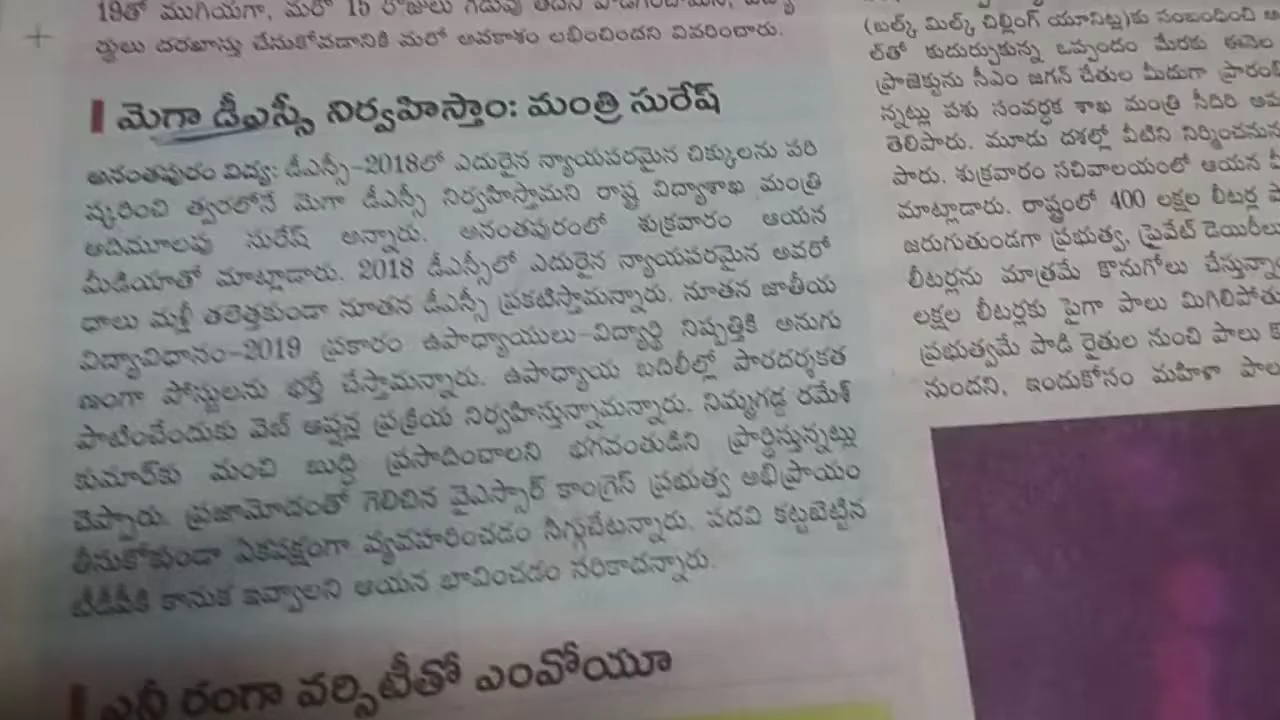 19తో ముగియగా, మరో 15 రోజులు గడువు
ర్థులు దరఖాస్తు చేసుకోవడానికి మరో అవకాశం లభించిందని వివరించారు.
మెగా డీఎస్సీ నిర్వహిస్తాం: మంత్రి సురేష్
అనంతపురం విద్య: డీఎస్సీ–2018లో ఎదురైన న్యాయపరమైన చిక్కులను పరి
ష్కరించి త్వరలోనే మెగా డీఎస్సీ నిర్వహిస్తామని రాష్ట్ర విద్యాశాఖ మంత్రి
ఆదిమూలపు సురేష్ అన్నారు. అనంతపురంలో శుక్రవారం ఆయన
మీడియాతో మాట్లాడారు. 2018 డీఎస్సీలో ఎదురైన న్యాయపరమైన అవరో
ధాలు మళ్లీ తలెత్తకుండా నూతన డీఎస్సీ ప్రకటిస్తామన్నారు. నూతన జాతీయ
విద్యావిధానం–2019 ప్రకారం ఉపాధ్యాయులు–విద్యార్థి నిష్పత్తికి అనుగు
ణంగా పోస్టులను భర్తీ చేస్తామన్నారు. ఉపాధ్యాయ బదిలీల్లో పారదర్శకత
పాటించేందుకు వెబ్ ఆప్షన్ల ప్రక్రియ నిర్వహిస్తున్నామన్నారు. నిమ్మగడ్డ రమేశ్
కుమార్‌కు మంచి బుద్ధి ప్రసాదించాలని భగవంతుడిని ప్రార్థిస్తున్నట్లు
చెప్పారు. ప్రజామోదంతో గెలిచిన వైఎస్సార్ కాంగ్రెస్ ప్రభుత్వ అభిప్రాయం
తీసుకోకుండా ఏకపక్షంగా వ్యవహరించడం సిగ్గుచేటన్నారు. పదవి కట్టబెట్టిన
టీడీపీకి కానుక ఇవ్వాలని ఆయన భావించడం సరికాదన్నారు.
ఎన్‌జీ రంగా వర్సిటీతో ఎంవోయూ
(బల్క్ మిల్క్ చిల్లింగ్ యూనిట్ల)కు సంబంధించి
ల్‌తో కుదుర్చుకున్న ఒప్పందం మేరకు ఈనెల
ప్రాజెక్టును సీఎం జగన్ చేతుల మీదుగా
న్నట్లు పశు సంవర్ధక శాఖ మంత్రి సీదిరి
తెలిపారు. మూడు దశల్లో వీటిని
పారు. శుక్రవారం సచివాలయంలో ఆయన
మాట్లాడారు. రాష్ట్రంలో 400 లక్షల లీటర్ల
జరుగుతుండగా ప్రభుత్వ, ప్రైవేట్
లీటర్లను మాత్రమే కొనుగోలు
లక్షల లీటర్లకు పైగా పాలు
ప్రభుత్వమే పాడి రైతుల నుంచి పాలు
నుందని, ఇందుకోసం మహిళా